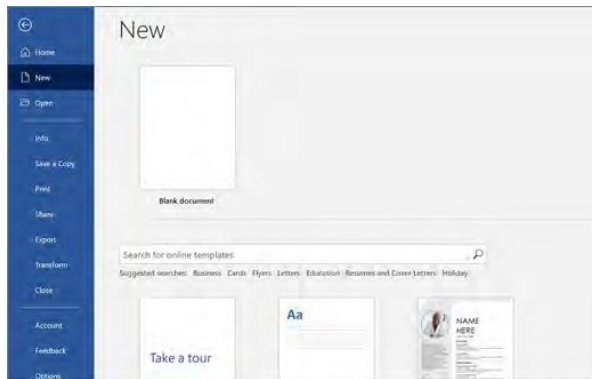 New
Home
New
Open
Info
Save a Copy
Print
Share
Export
Transform
Close
Account
Feedback
Options
Blank document
Search for online templates
Suggested searches: Business Cards Flyers Letters Education Resumes and Cover Letters Holiday
Take a tour
Aa
NAME
HERE